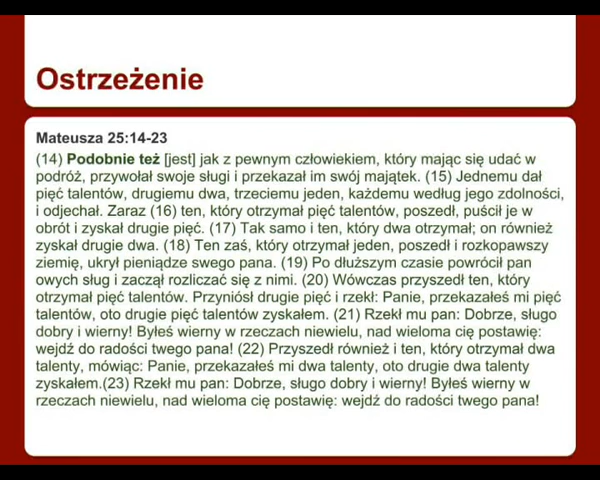 Ostrzeżenie
Mateusza 25:14-23
(14) Podobnie też [jest] jak z pewnym człowiekiem, który mając się udać w
podróż, przywołał swoje sługi i przekazał im swój majątek. (15) Jednemu dał
pięć talentów, drugiemu dwa, trzeciemu jeden, każdemu według jego zdolności,
i odjechał. Zaraz (16) ten, który otrzymał pięć talentów, poszedł, puścił je w
obrót i zyskał drugie pięć. (17) Tak samo i ten, który dwa otrzymał; on również
zyskał drugie dwa. (18) Ten zaś, który otrzymał jeden, poszedł i rozkopawszy
ziemię, ukrył pieniądze swego pana. (19) Po dłuższym czasie powrócił pan
owych sług i zaczął rozliczać się z nimi. (20) Wówczas przyszedł ten, który
otrzymał pięć talentów. Przyniósł drugie pięć i rzekł: Panie, przekazałeś mi pięć
talentów, oto drugie pięć talentów zyskałem. (21) Rzekł mu pan: Dobrze, sługo
dobry i wierny! Byłeś wierny w rzeczach niewielu, nad wieloma cię postawię:
wejdź do radości twego pana! (22) Przyszedł również i ten, który otrzymał dwa
talenty, mówiąc: Panie, przekazałeś mi dwa talenty, oto drugie dwa talenty
zyskałem.(23) Rzekł mu pan: Dobrze, sługo dobry i wierny! Byłeś wierny w
rzeczach niewielu, nad wieloma cię postawię: wejdź do radości twego pana!